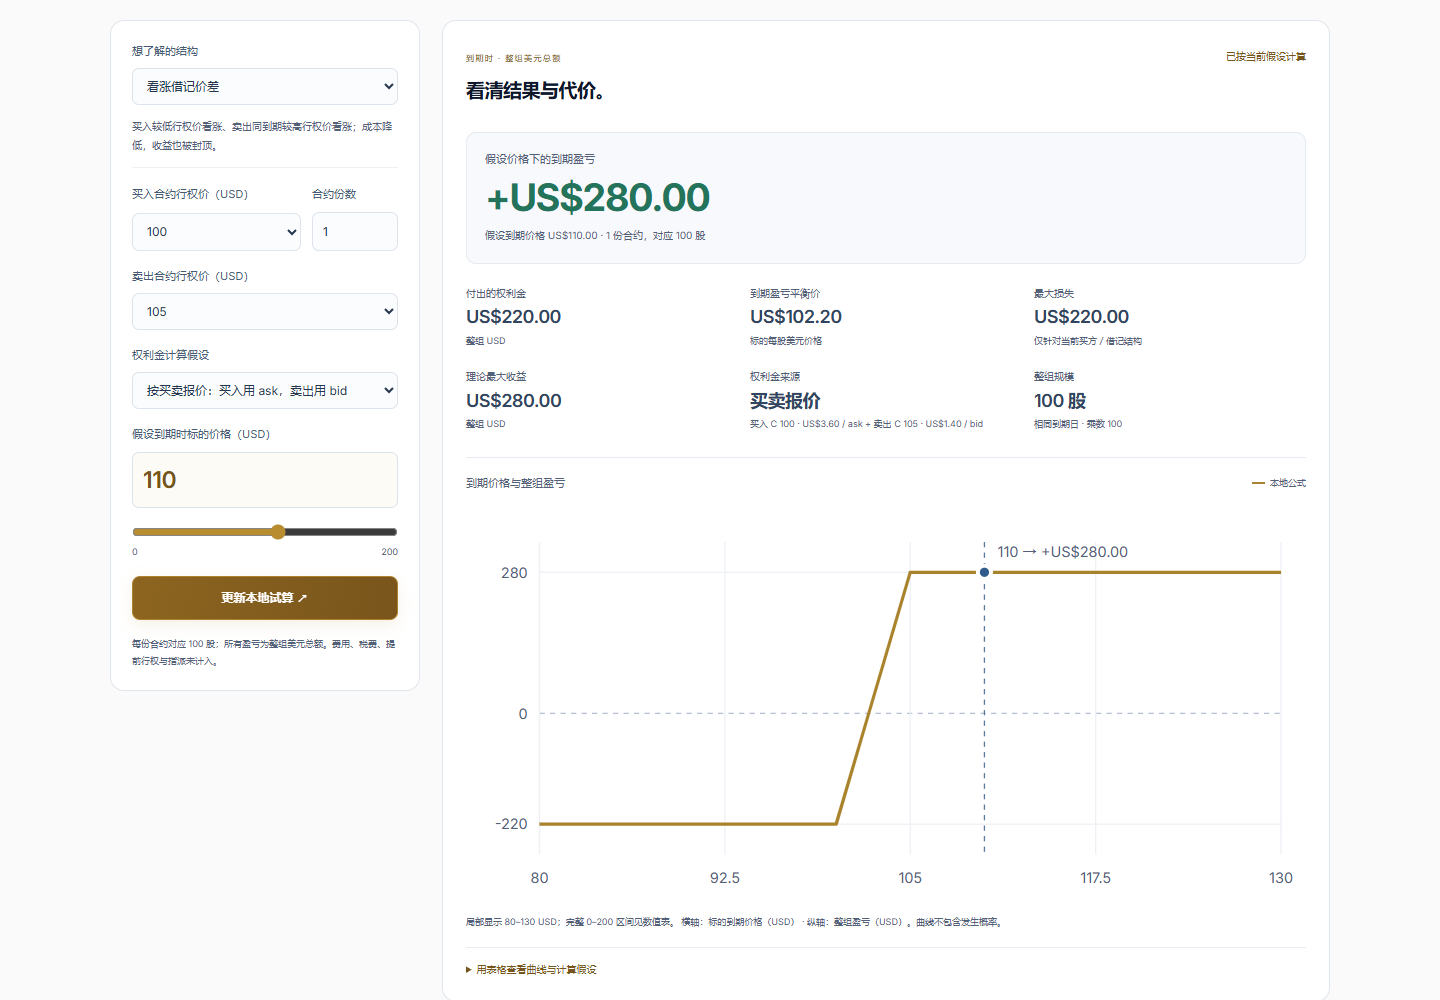 想了解的结构
看涨借记价差
买入较低行权价看涨、卖出同到期较高行权价看涨；成本降
低，收益也被封顶。
买入合约行权价（USD）
合约份数
100
1
卖出合约行权价（USD）
105
权利金计算假设
按买卖报价：买入用 ask，卖出用 bid
假设到期时标的价格（USD）
110
0
200
更新本地试算 ↗
每份合约对应 100 股；所有盈亏为整组美元总额。费用、税费、提
前行权与指派未计入。
到期时 · 整组美元总额
已按当前假设计算
看清结果与代价。
假设价格下的到期盈亏
+US$280.00
假设到期价格 US$110.00 · 1 份合约，对应 100 股
付出的权利金
US$220.00
整组 USD
到期盈亏平衡价
US$102.20
标的每股美元价格
最大损失
US$220.00
仅针对当前买方 / 借记结构
理论最大收益
US$280.00
整组 USD
权利金来源
买卖报价
买入 C 100 · US$3.60 / ask + 卖出 C 105 · US$1.40 / bid
整组规模
100 股
相同到期日 · 乘数 100
到期价格与整组盈亏
本地公式
110 → +US$280.00
280
0
-220
80
92.5
105
117.5
130
局部显示 80–130 USD；完整 0–200 区间见数值表。 横轴：标的到期价格（USD） · 纵轴：整组盈亏（USD）。曲线不包含发生概率。
▶ 用表格查看曲线与计算假设